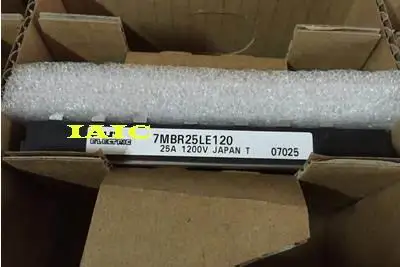 IAIC
ELECTRIC
7MBR25LE120
25A 1200V JAPAN T 07025